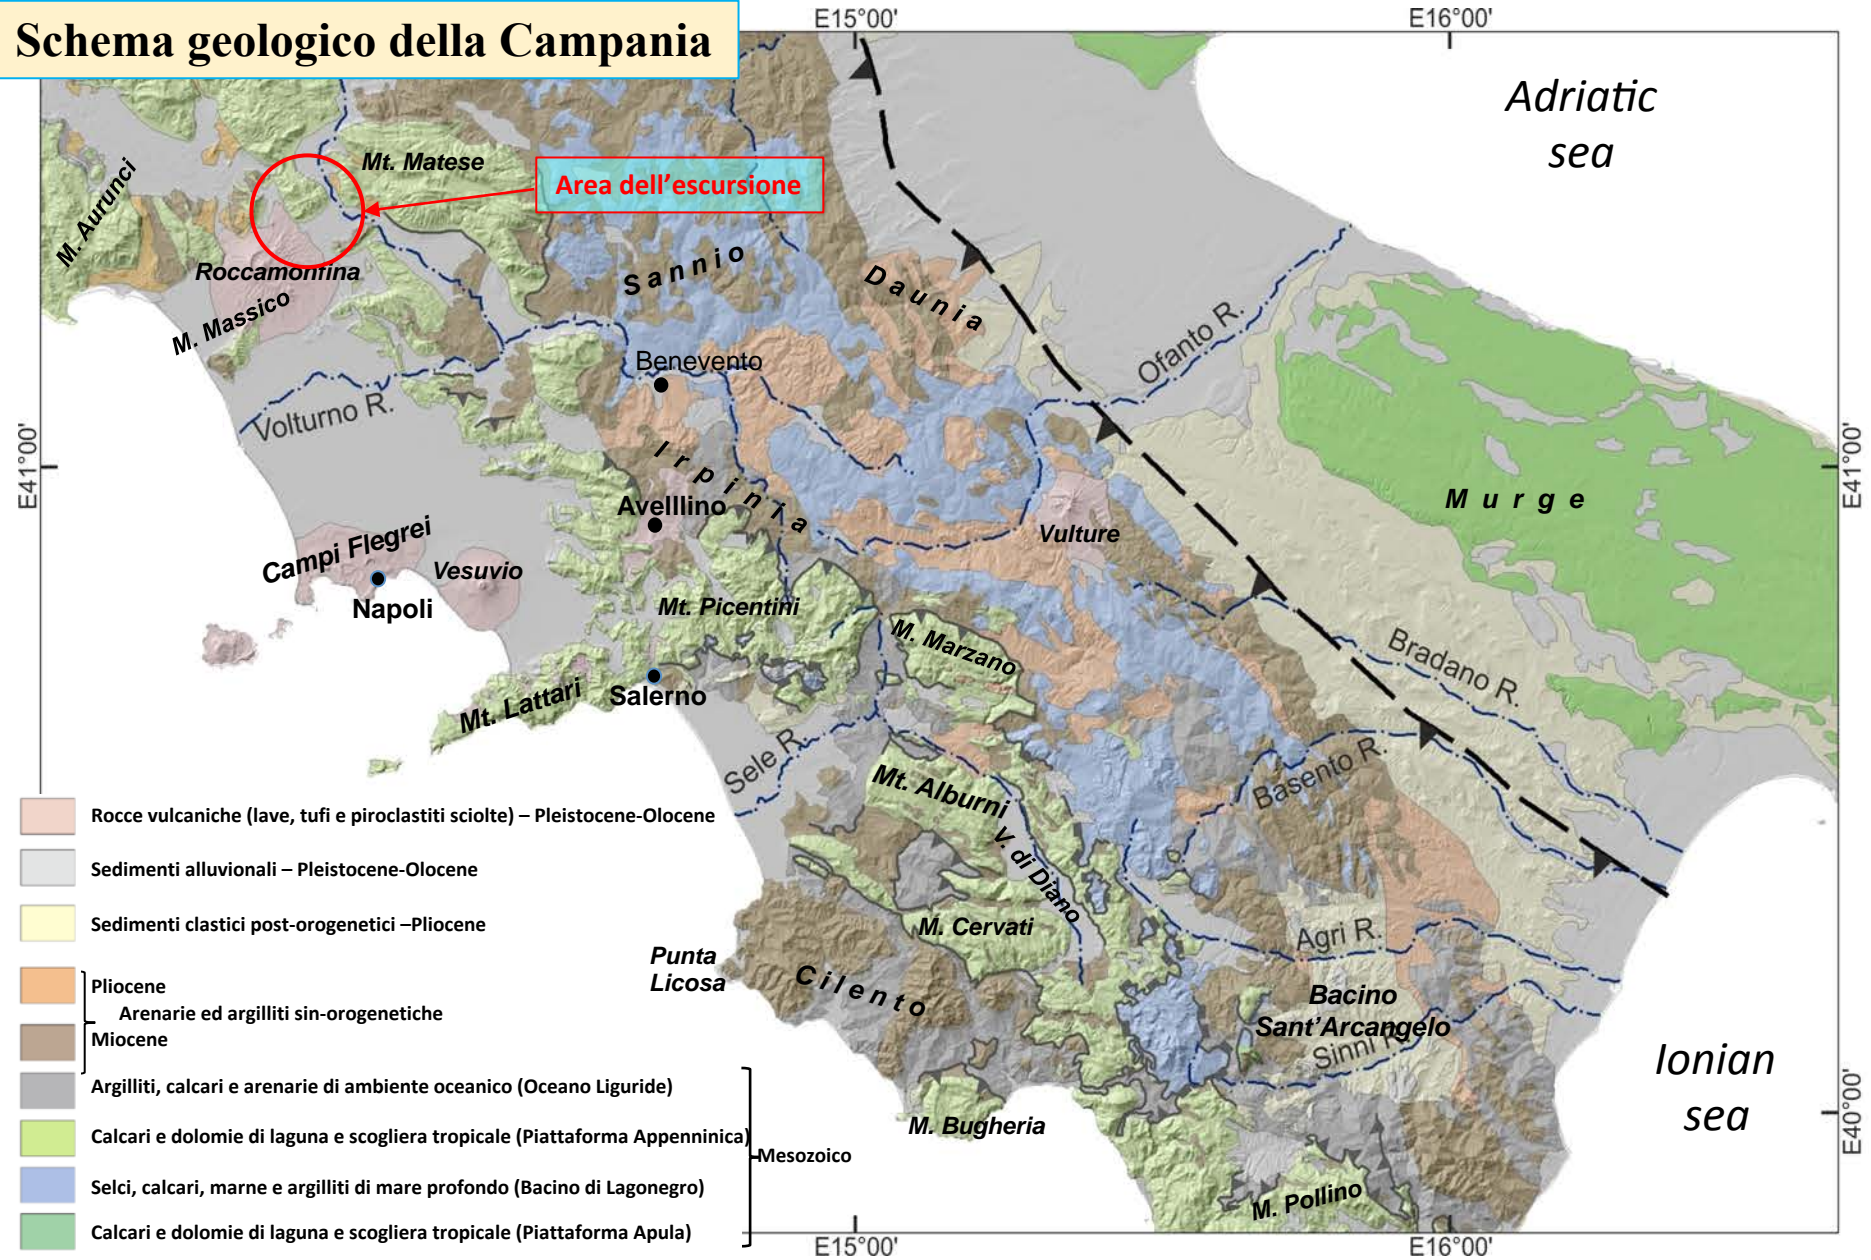 Schema geologico della Campania
E15°00'
E16°00'
Adriatic
sea
Mt. Matese
Area dell'escursione
M. Aurunci
Roccamonfina
M. Massico
Sannio
Daunia
Ofanto R.
Benevento
Volturno R.
E41°00'
E41°00'
Irpinia
Murge
Avelllino
Vulture
Campi Flegrei
Vesuvio
Napoli
Mt. Picentini
M. Marzano
Bradano R.
Mt. Lattari
Salerno
Sele R.
Mt. Alburni
Basento R.
V. di Diano
M. Cervati
Agri R.
Punta
Licosa
Cilento
Bacino
Sant'Arcangelo
Sinni R.
Ionian
sea
M. Bugheria
E40°00'
M. Pollino
Rocce vulcaniche (lave, tufi e piroclastiti sciolte) – Pleistocene-Olocene
Sedimenti alluvionali – Pleistocene-Olocene
Sedimenti clastici post-orogenetici –Pliocene
Pliocene
Arenarie ed argilliti sin-orogenetiche
Miocene
Argilliti, calcari e arenarie di ambiente oceanico (Oceano Liguride)
Calcari e dolomie di laguna e scogliera tropicale (Piattaforma Appenninica)
Mesozoico
Selci, calcari, marne e argilliti di mare profondo (Bacino di Lagonegro)
Calcari e dolomie di laguna e scogliera tropicale (Piattaforma Apula)
E15°00'
E16°00'